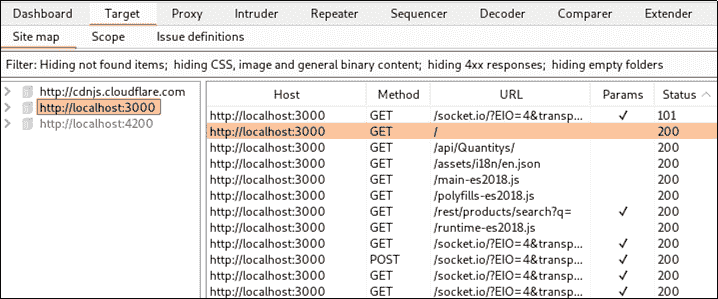 Dashboard Target Proxy Intruder Repeater Sequencer Decoder Comparer Extender
Site map Scope Issue definitions
Filter: Hiding not found items; hiding CSS, image and general binary content; hiding 4xx responses; hiding empty folders
http://cdnjs.cloudflare.com
http://localhost:3000
http://localhost:4200
Host Method URL Params Status
http://localhost:3000 GET /socket.io/?EIO=4&transp... ✓ 101
http://localhost:3000 GET / 200
http://localhost:3000 GET /api/Quantitys/ 200
http://localhost:3000 GET /assets/i18n/en.json 200
http://localhost:3000 GET /main-es2018.js 200
http://localhost:3000 GET /polyfills-es2018.js 200
http://localhost:3000 GET /rest/products/search?q= ✓ 200
http://localhost:3000 GET /runtime-es2018.js 200
http://localhost:3000 GET /socket.io/?EIO=4&transp... ✓ 200
http://localhost:3000 POST /socket.io/?EIO=4&transp... ✓ 200
http://localhost:3000 GET /socket.io/?EIO=4&transp... ✓ 200
http://localhost:3000 GET /socket.io/?EIO=4&transp... ✓ 200